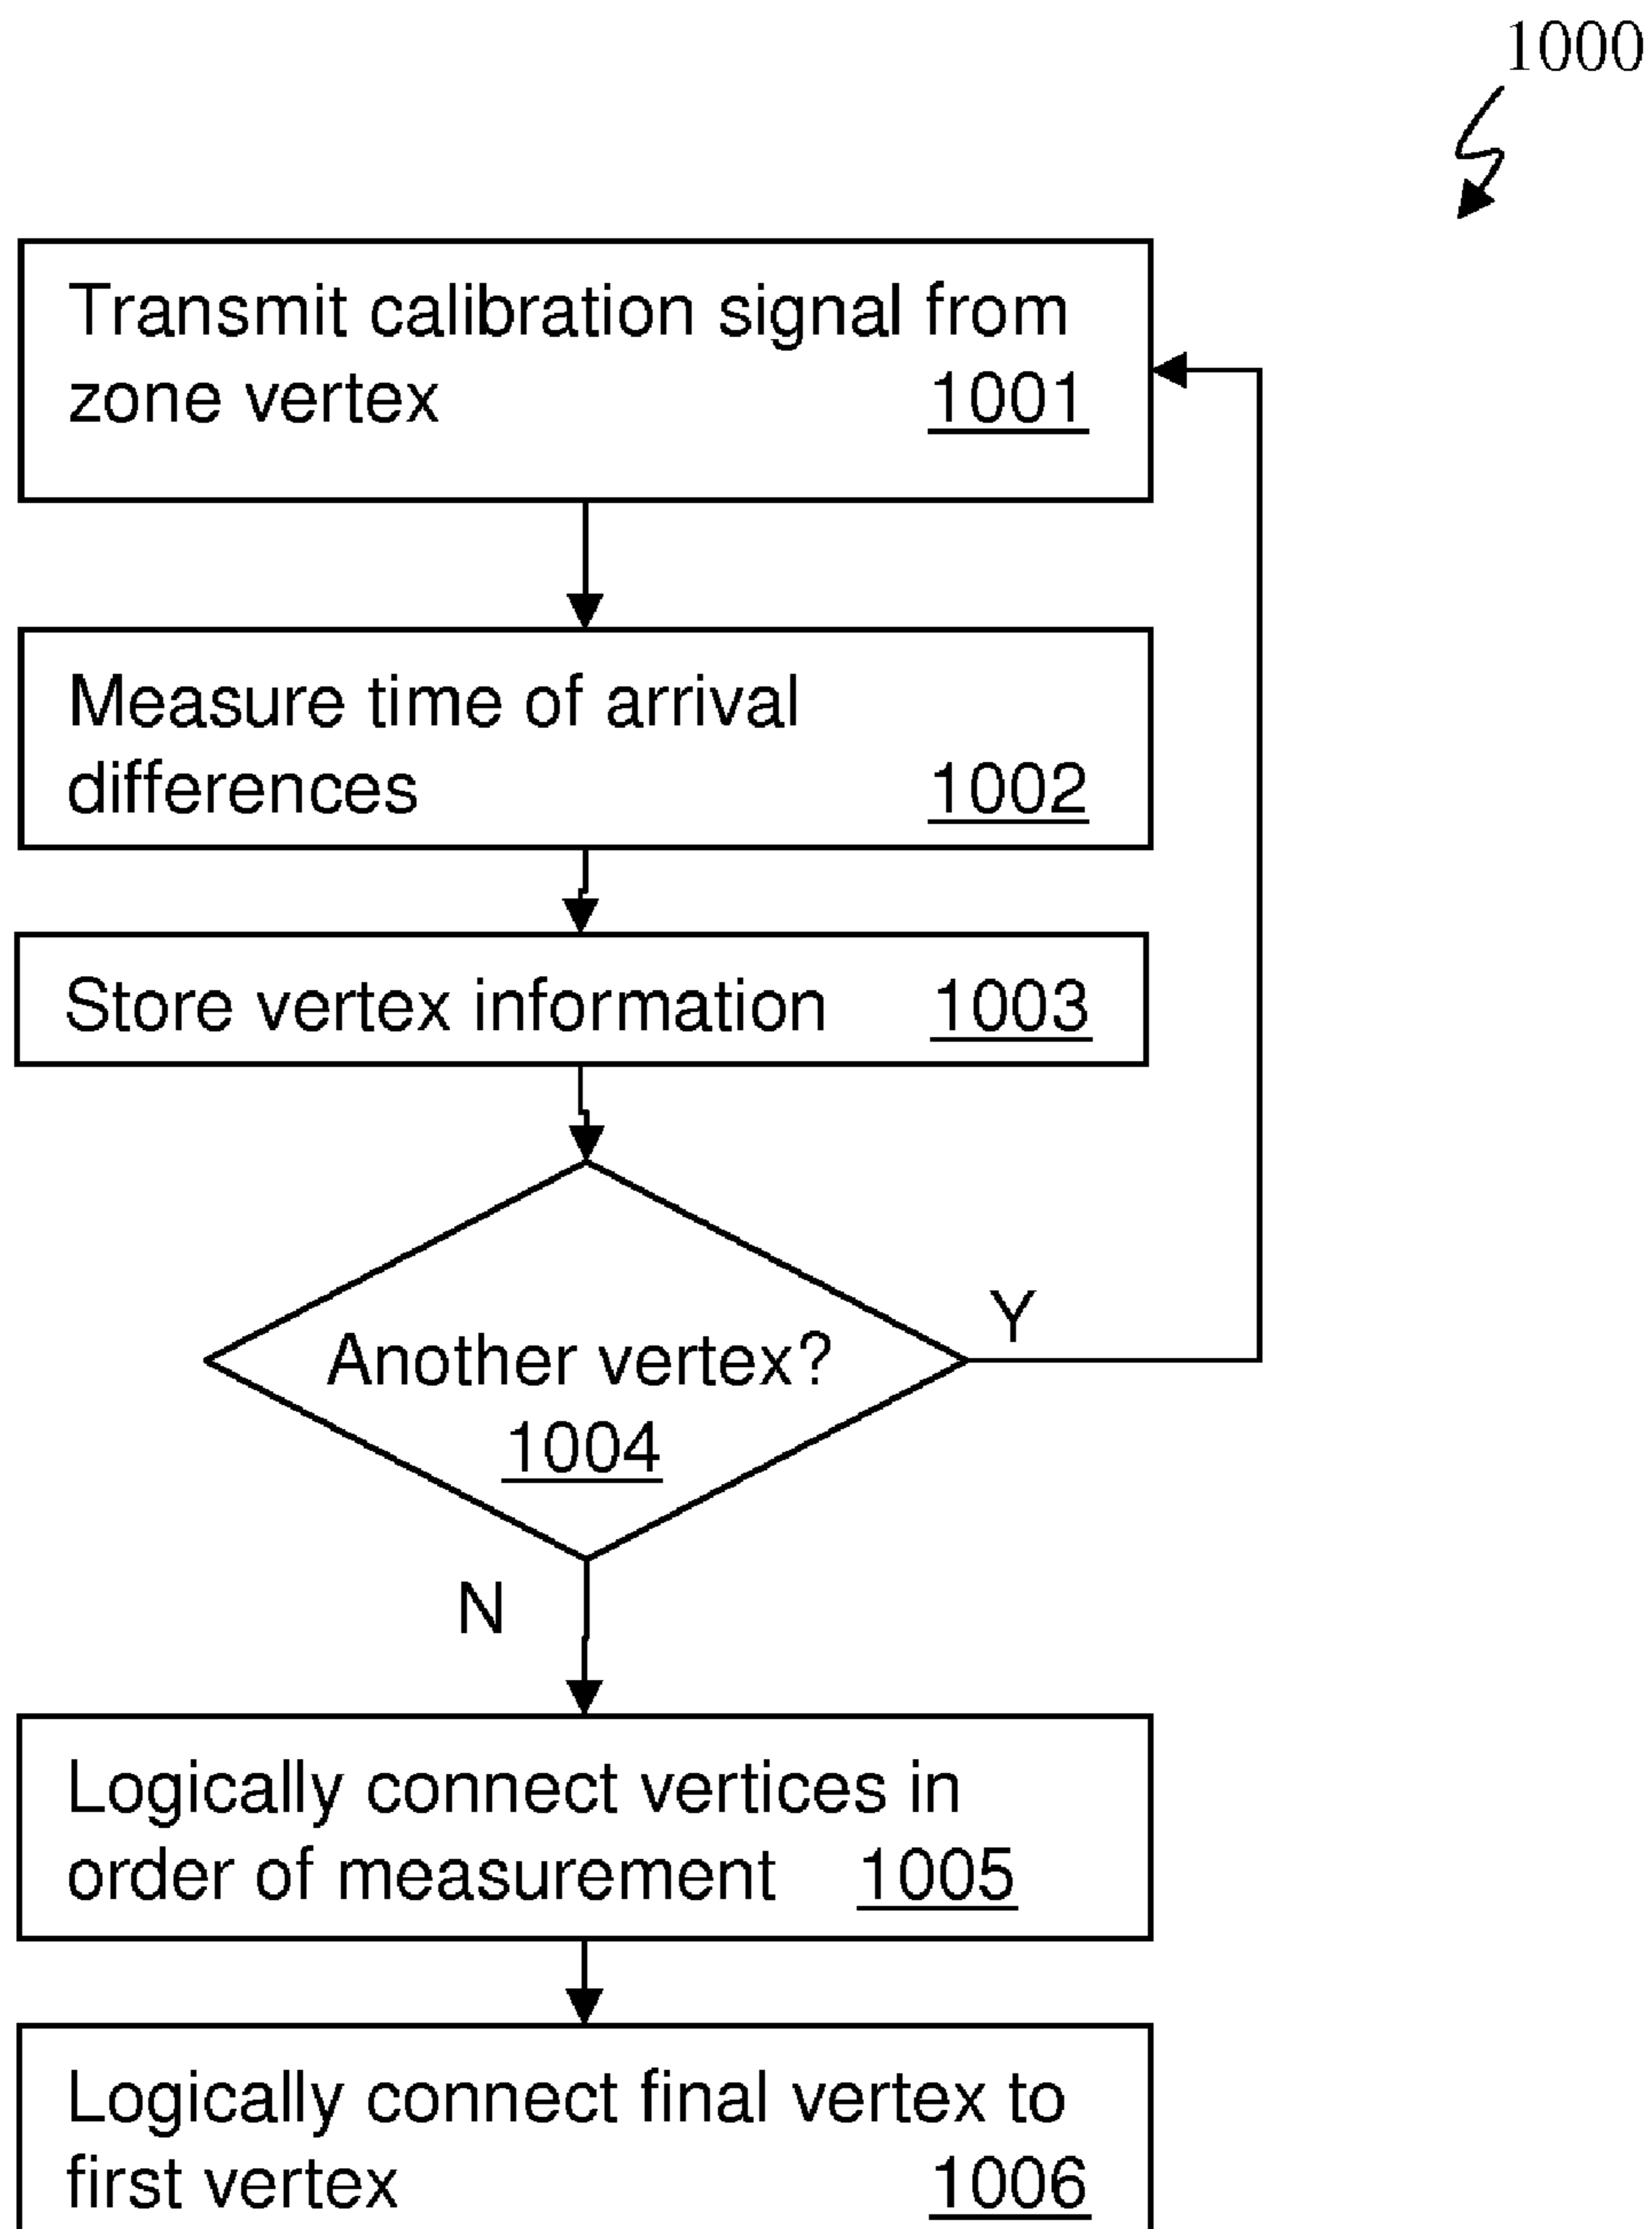 1000
Transmit calibration signal from
zone vertex 1001
Measure time of arrival
differences 1002
Store vertex information 1003
Y
Another vertex?
1004
N
Logically connect vertices in
order of measurement 1005
Logically connect final vertex to
first vertex 1006